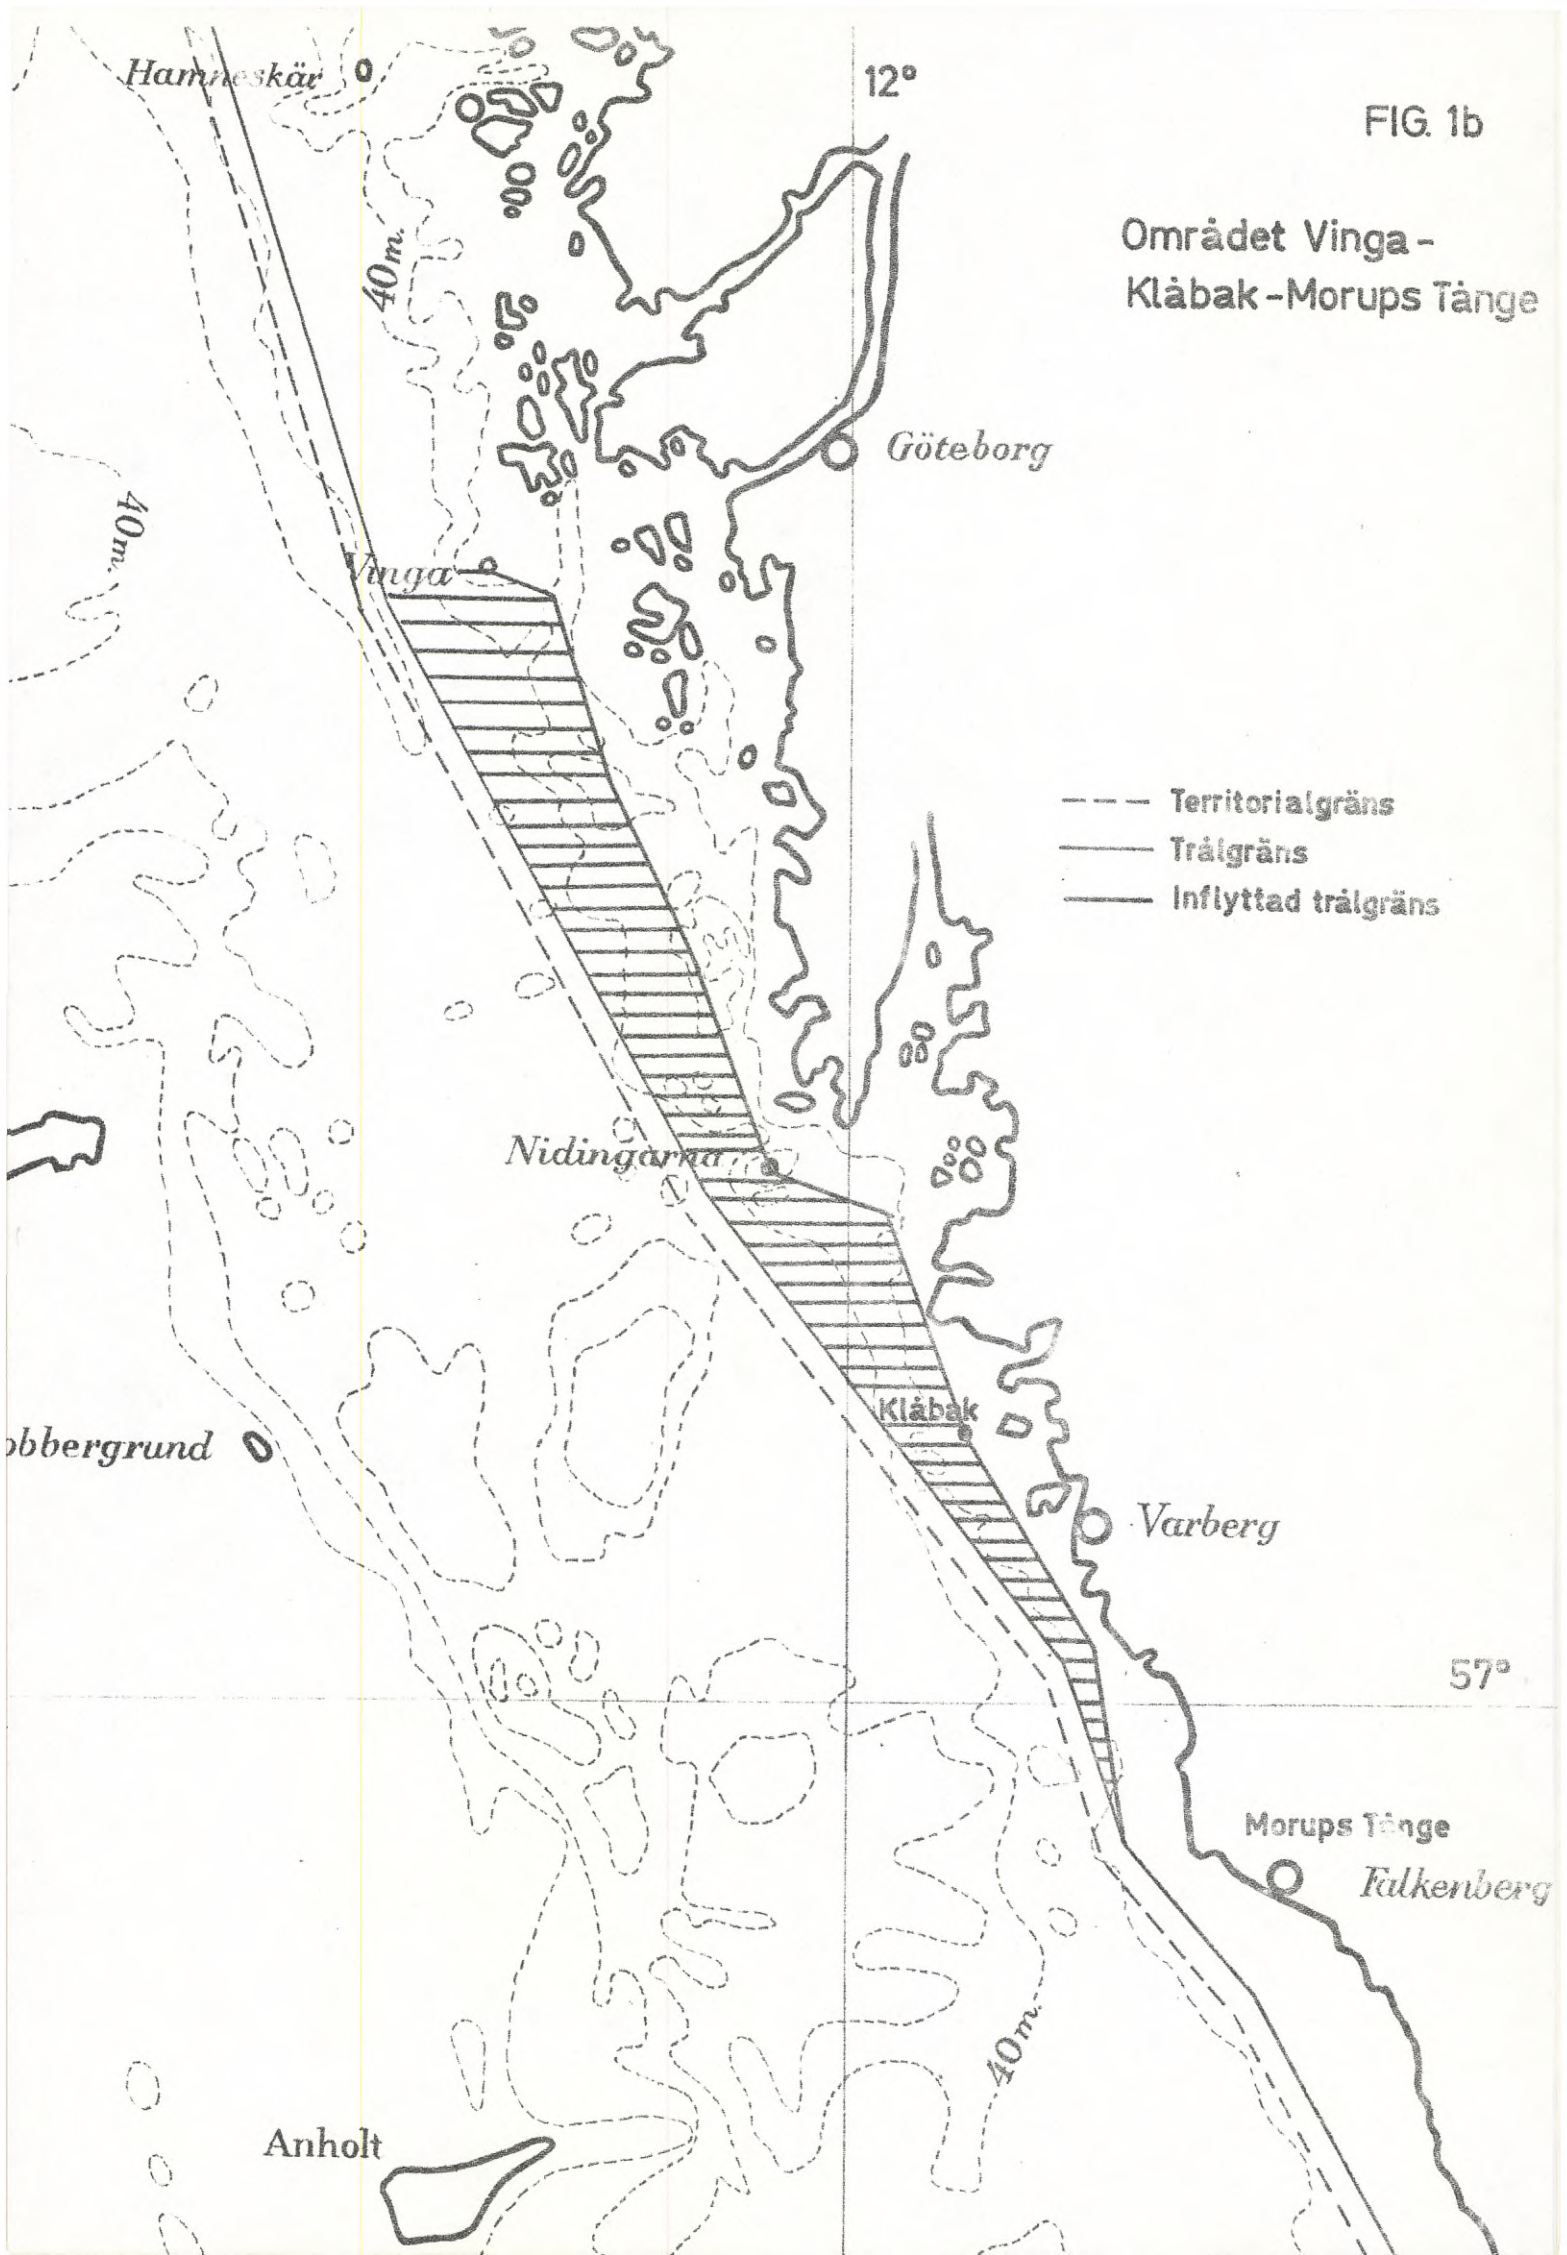 Hamneskär
12°
FIG. 1b
Området Vinga-
Klåbak-Morups Tånge
40m.
Göteborg
40m.
Vinga
Territorialgräns
Trålgräns
Inflyttad trålgräns
Nidingarna
Klåbak
obbergrund
Varberg
57°
Morups Tånge
Falkenberg
40m.
Anholt